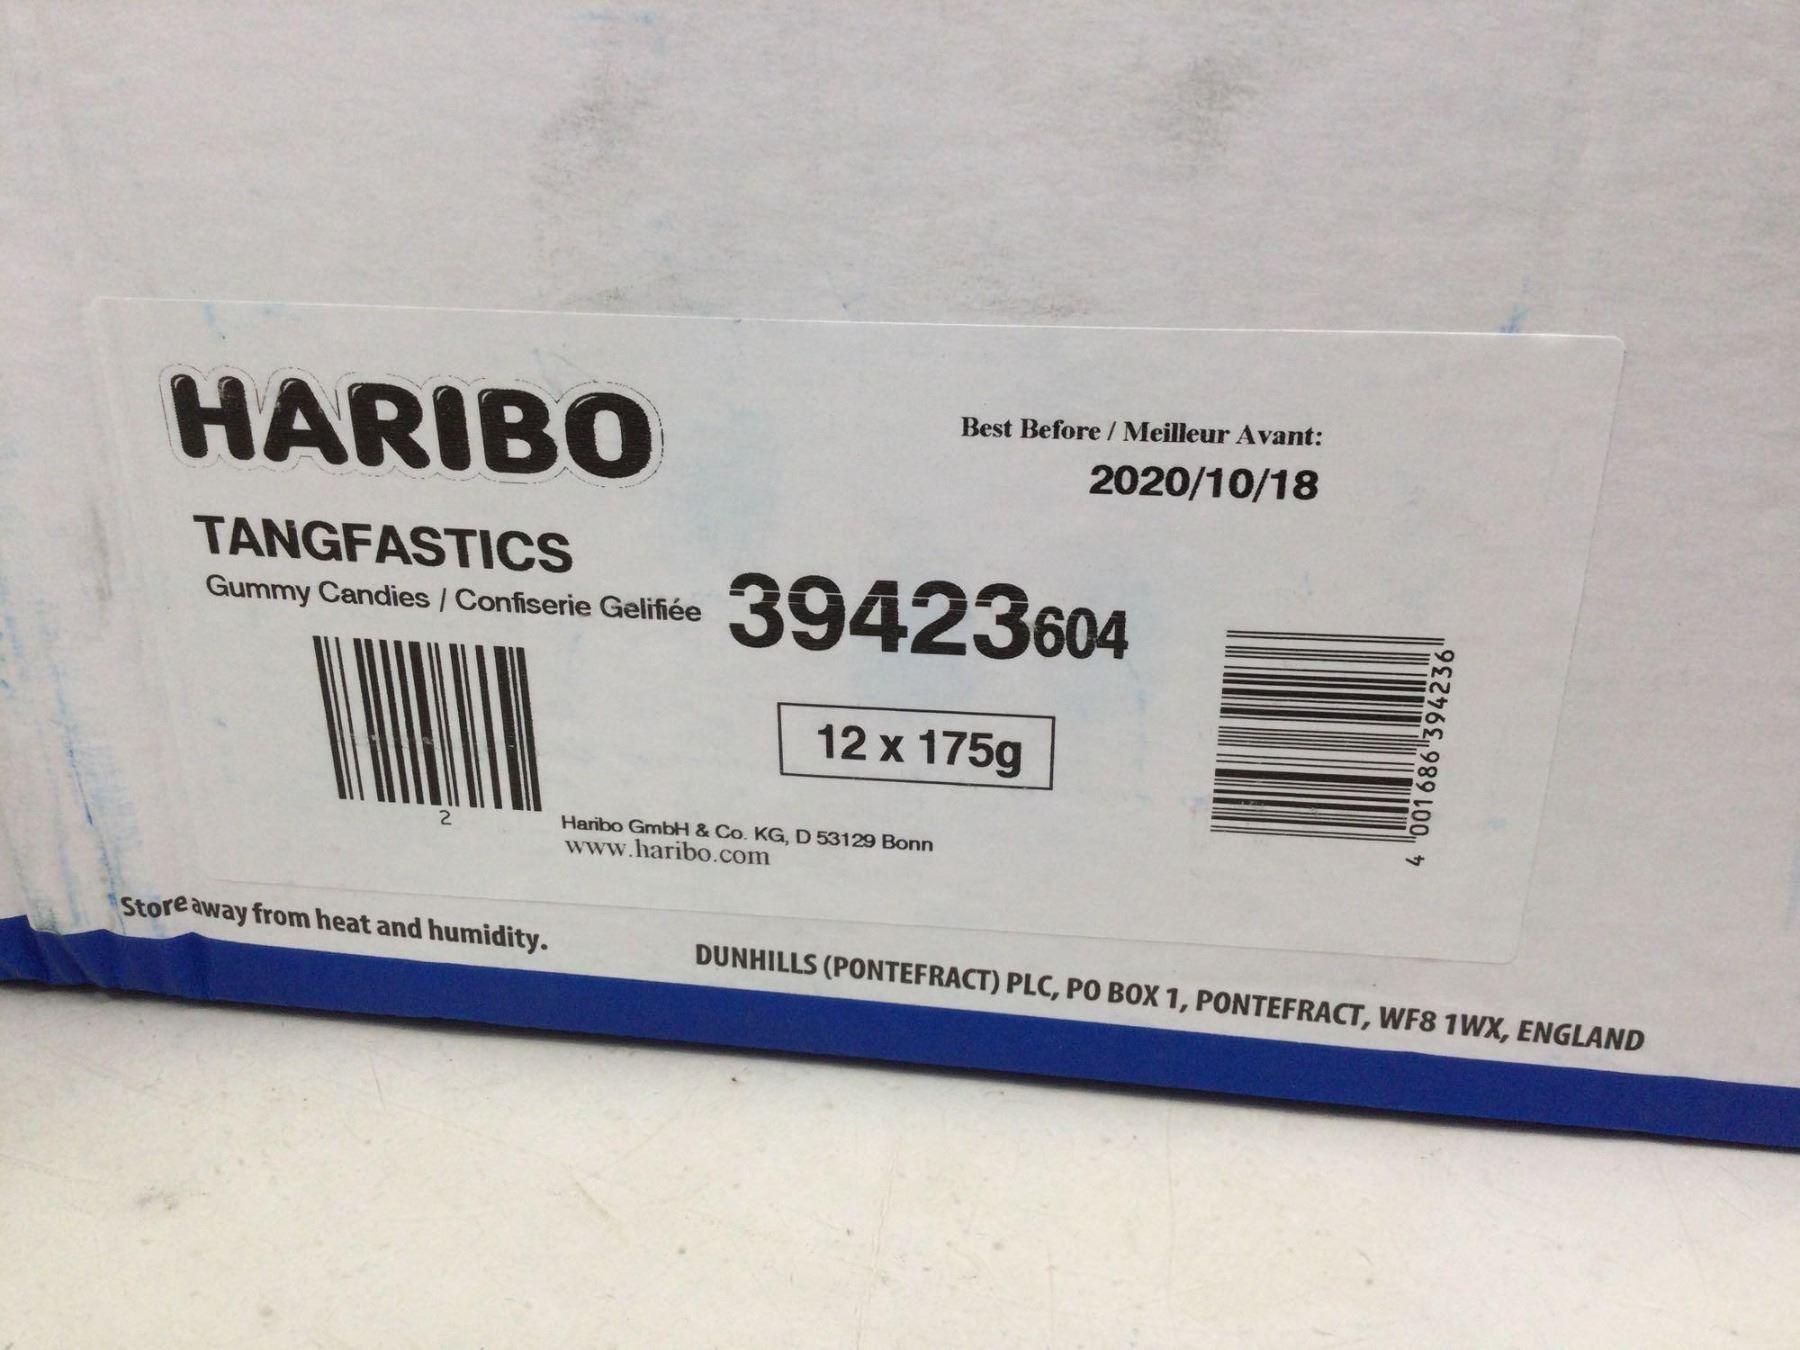 HARIBO
Best Before / Meilleur Avant:
2020/10/18
TANGFASTICS
Gummy Candies / Confiserie Gelifiée
39423604
12 x 175g
2
4 001686 394236
Haribo GmbH & Co. KG, D 53129 Bonn
www.haribo.com
Store away from heat and humidity.
DUNHILLS (PONTEFRACT) PLC, PO BOX 1, PONTEFRACT, WF8 1WX, ENGLAND